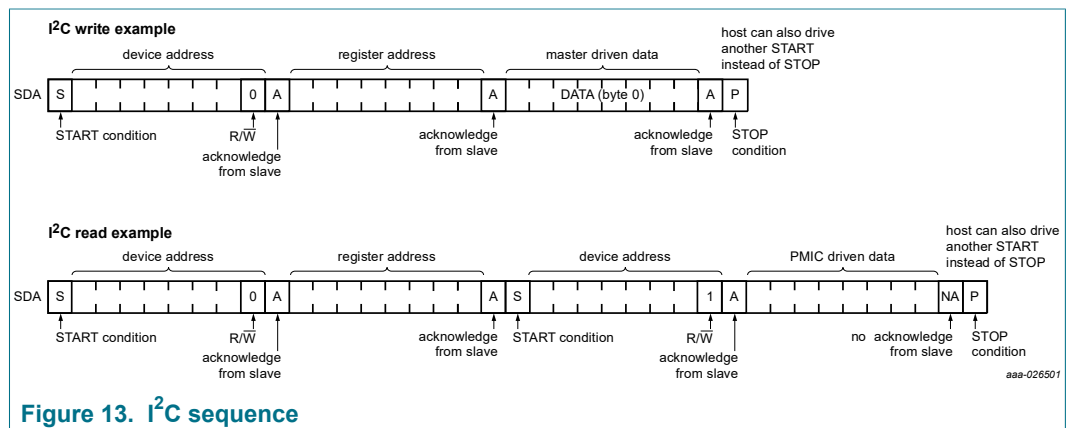 I²C write example
host can also drive
another START
instead of STOP
device address
register address
master driven data
SDA
S
0
A
A
DATA (byte 0)
A
P
START condition
R/W̅
acknowledge
from slave
acknowledge
from slave
acknowledge
from slave
STOP
condition
I²C read example
host can also drive
another START
instead of STOP
device address
register address
device address
PMIC driven data
SDA
S
0
A
A
S
1
A
NA
P
START condition
R/W̅
acknowledge
from slave
acknowledge
from slave
START condition
R/W̅
acknowledge
from slave
no acknowledge
from slave
STOP
condition
aaa-026501
Figure 13. I²C sequence